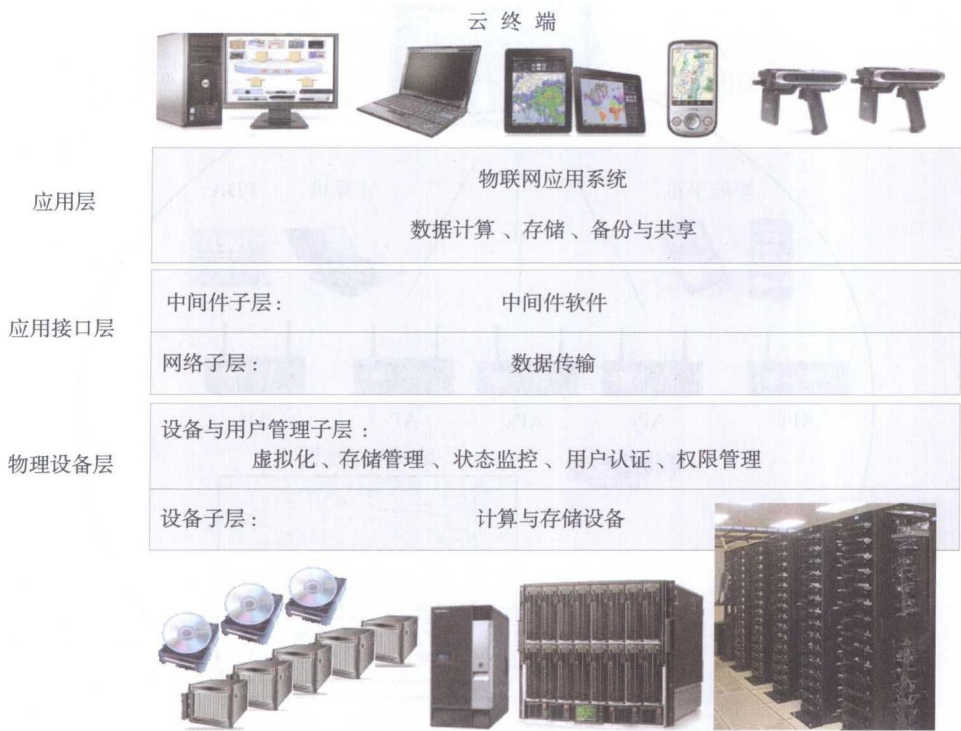 云终端
应用层
物联网应用系统
数据计算、存储、备份与共享
应用接口层
中间件子层: 中间件软件
网络子层: 数据传输
物理设备层
设备与用户管理子层:
虚拟化、存储管理、状态监控、用户认证、权限管理
设备子层: 计算与存储设备